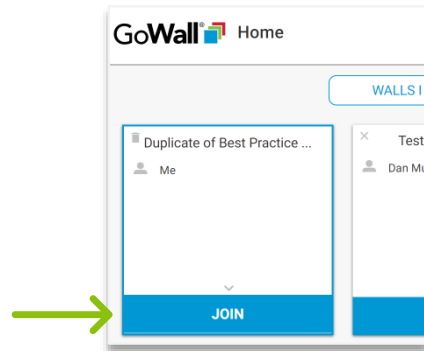 GoWall® Home
WALLS I
Duplicate of Best Practice ...
Me
JOIN
Test
Dan Mu